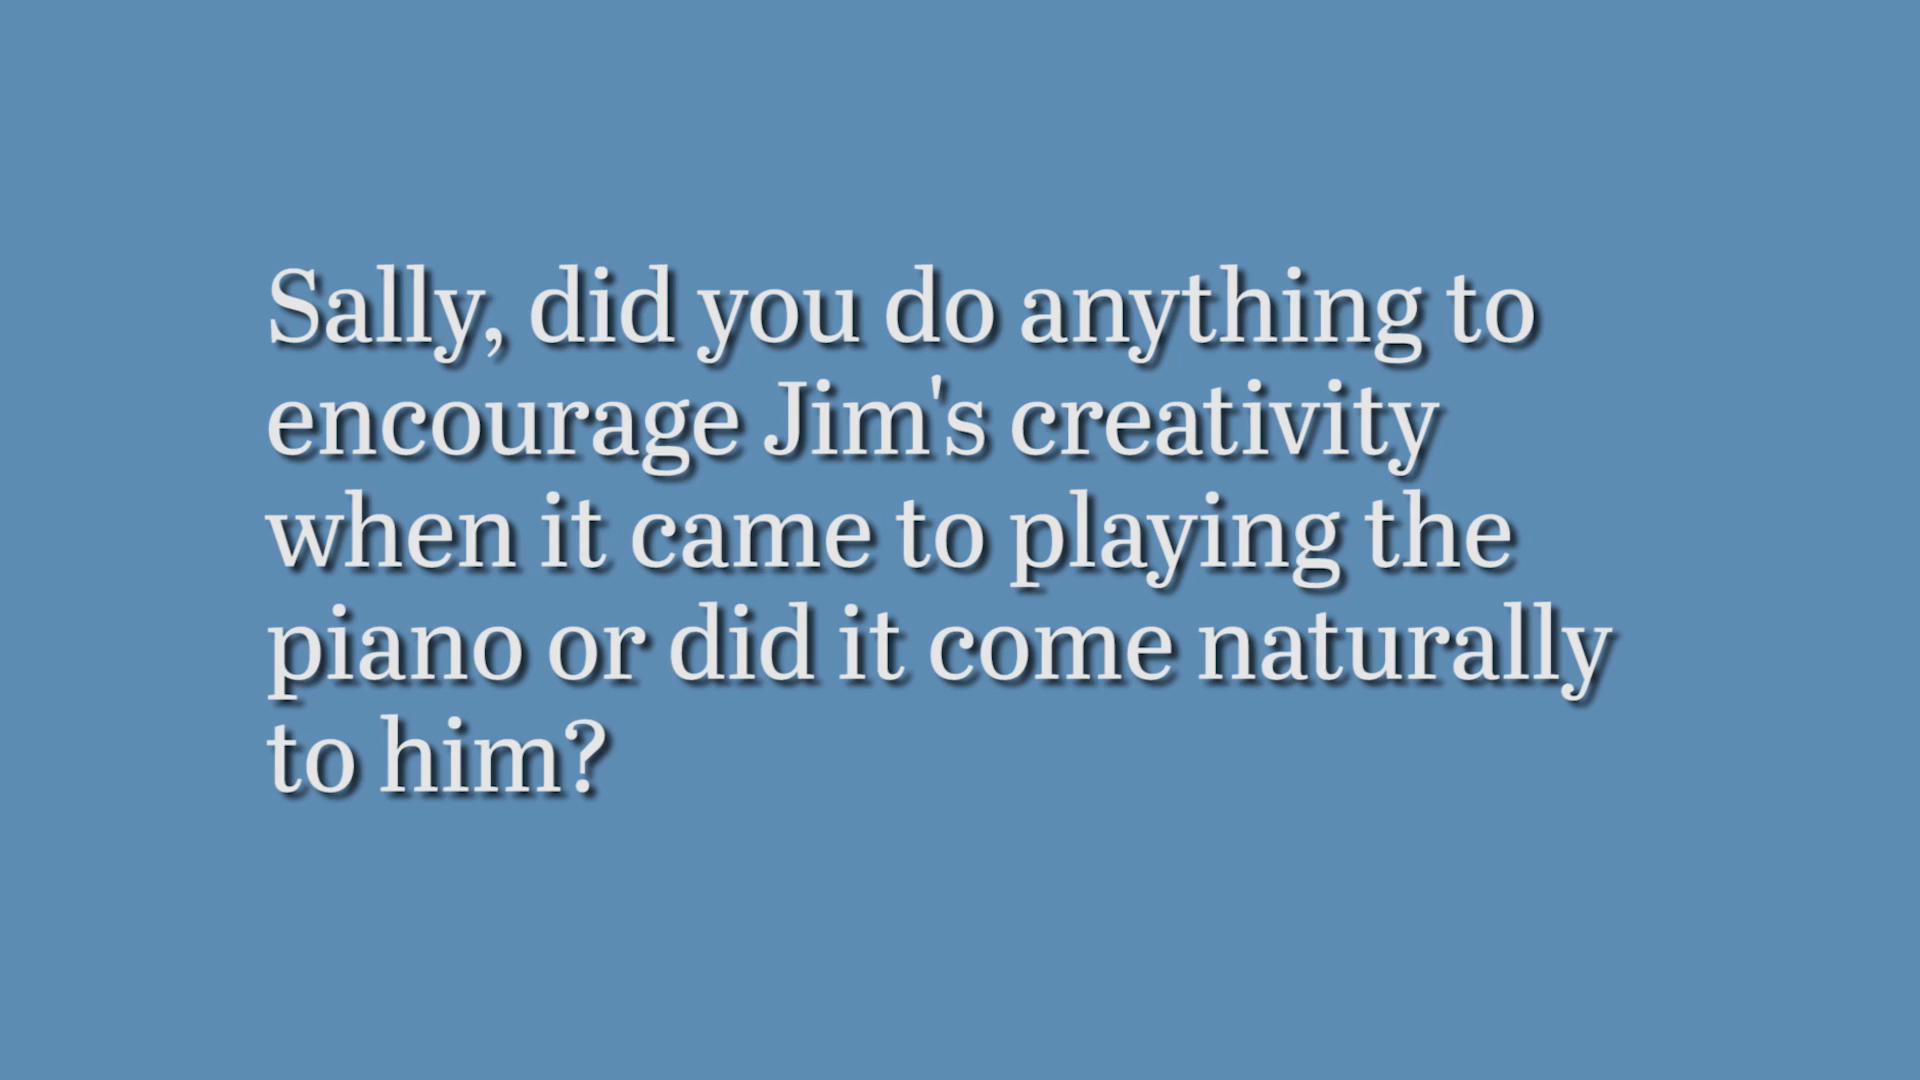 Sally, did you do anything to
encourage Jim's creativity
when it came to playing the
piano or did it come naturally
to him?